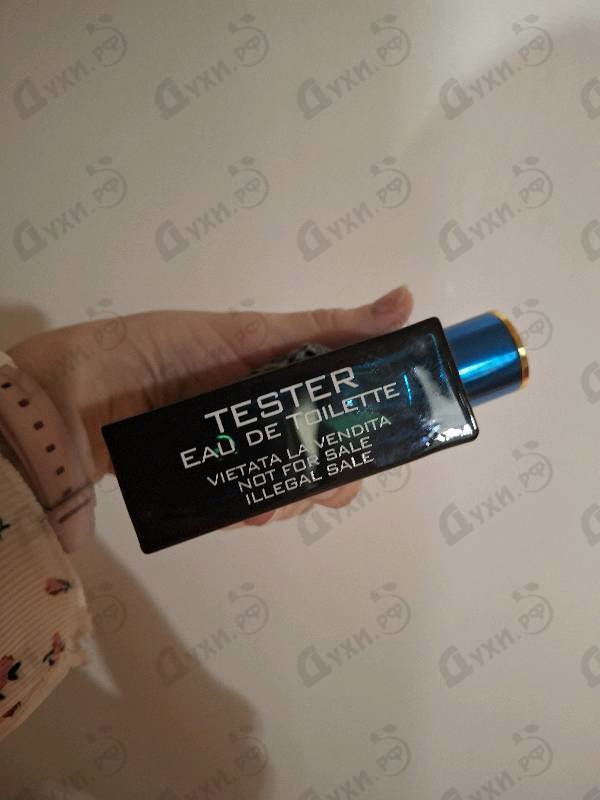 TESTER
EAU DE TOILETTE
VIETATA LA VENDITA
NOT FOR SALE
ILLEGAL SALE
Духи.РФ